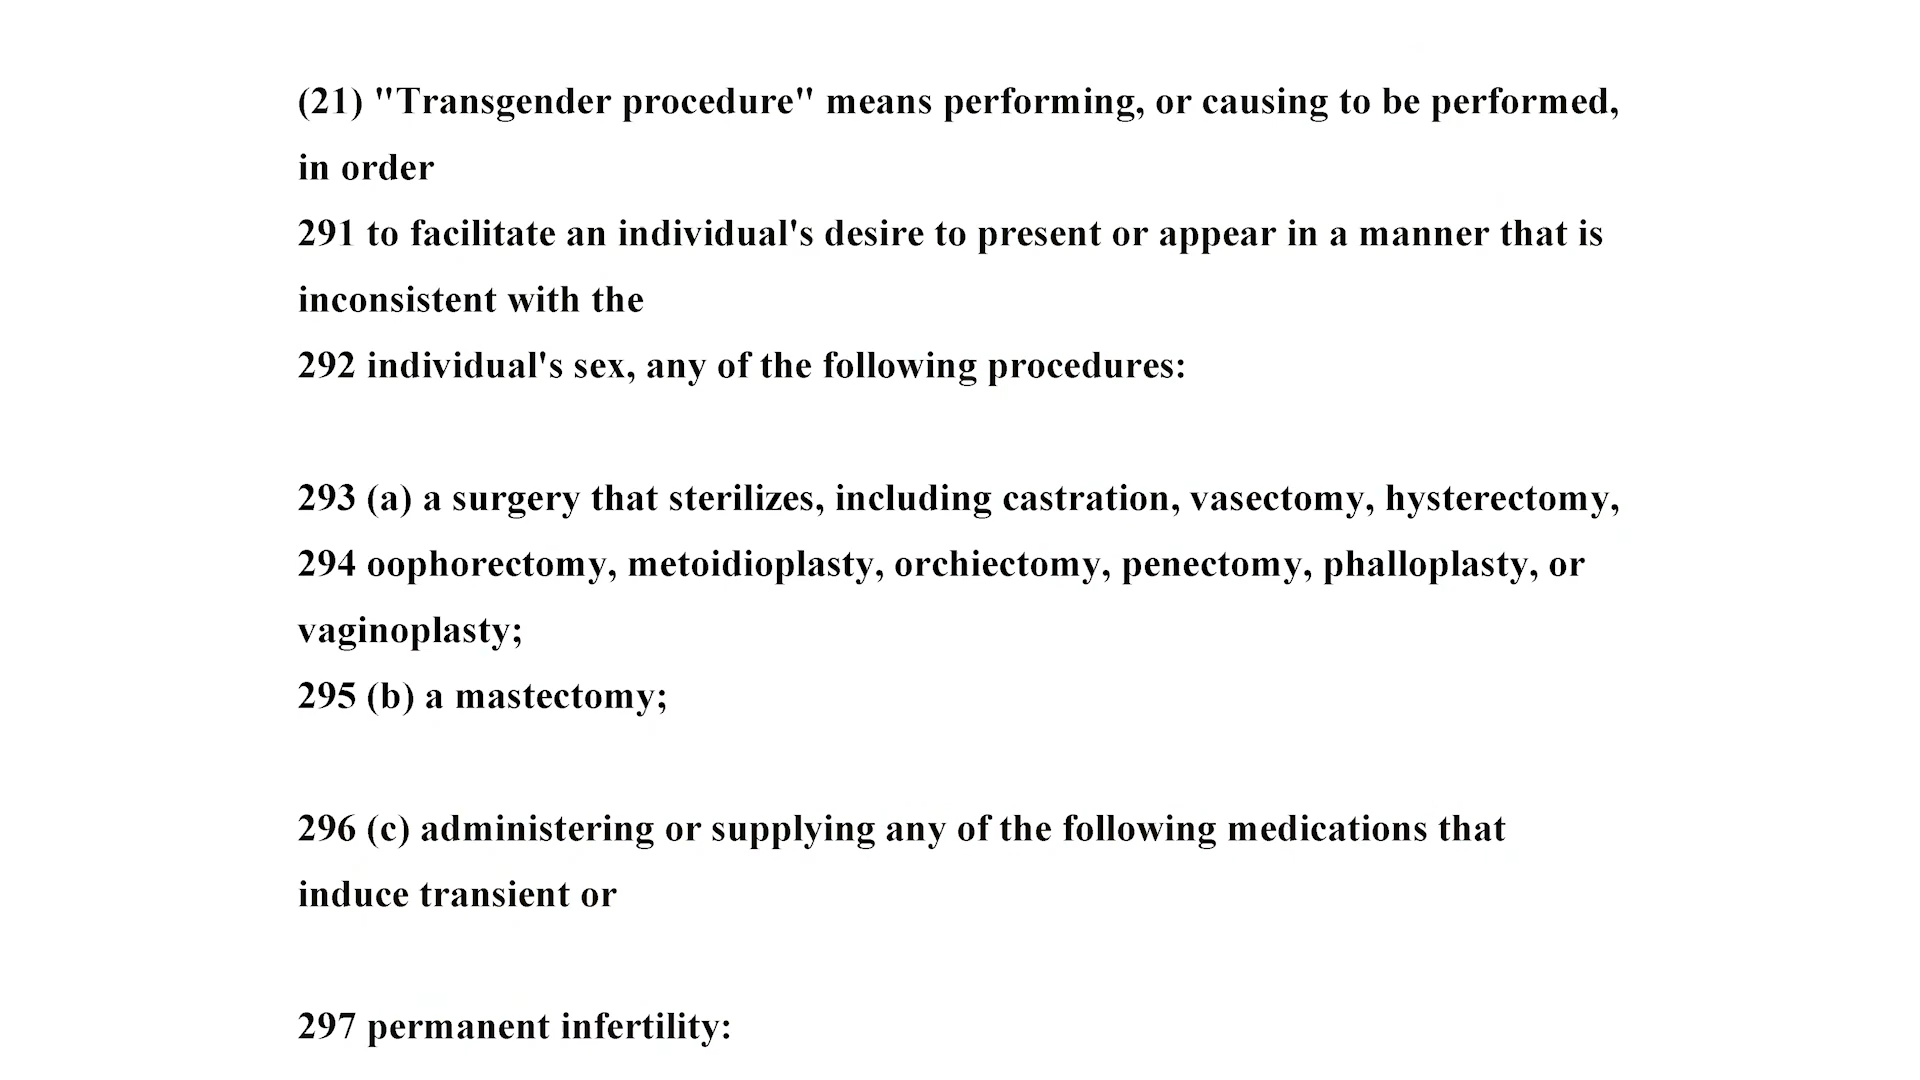 (21) "Transgender procedure" means performing, or causing to be performed,
in order
291 to facilitate an individual's desire to present or appear in a manner that is
inconsistent with the
292 individual's sex, any of the following procedures:
293 (a) a surgery that sterilizes, including castration, vasectomy, hysterectomy,
294 oophorectomy, metoidioplasty, orchiectomy, penectomy, phalloplasty, or
vaginoplasty;
295 (b) a mastectomy;
296 (c) administering or supplying any of the following medications that
induce transient or
297 permanent infertility: